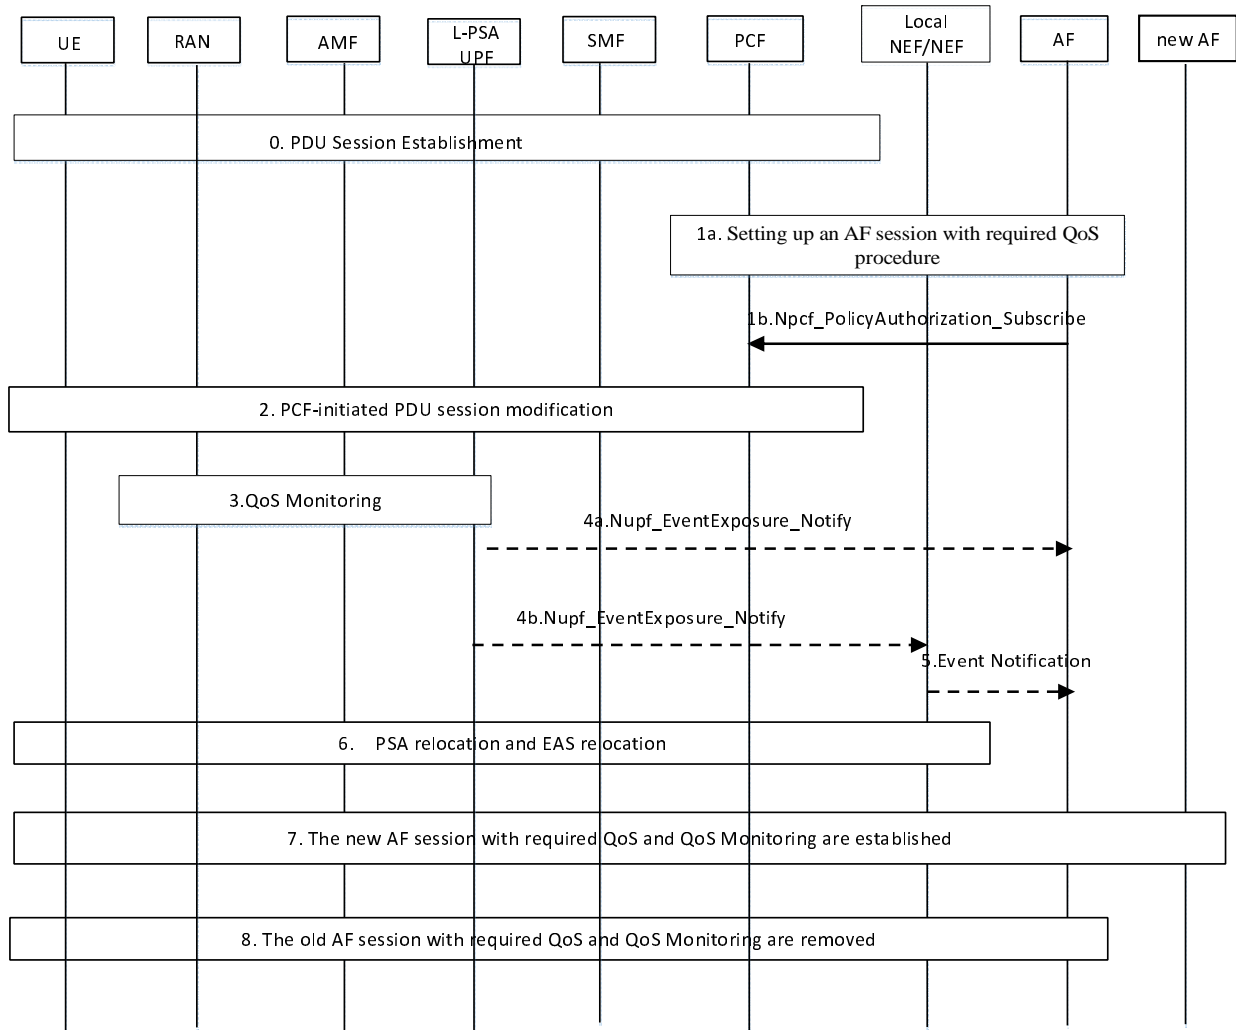 UE
RAN
AMF
L-PSA
UPF
SMF
PCF
Local
NEF/NEF
AF
new AF
0. PDU Session Establishment
1a. Setting up an AF session with required QoS
procedure
1b.Npcf_PolicyAuthorization_Subscribe
2. PCF-initiated PDU session modification
3.QoS Monitoring
4a.Nupf_EventExposure_Notify
4b.Nupf_EventExposure_Notify
5.Event Notification
6. PSA relocation and EAS relocation
7. The new AF session with required QoS and QoS Monitoring are established
8. The old AF session with required QoS and QoS Monitoring are removed